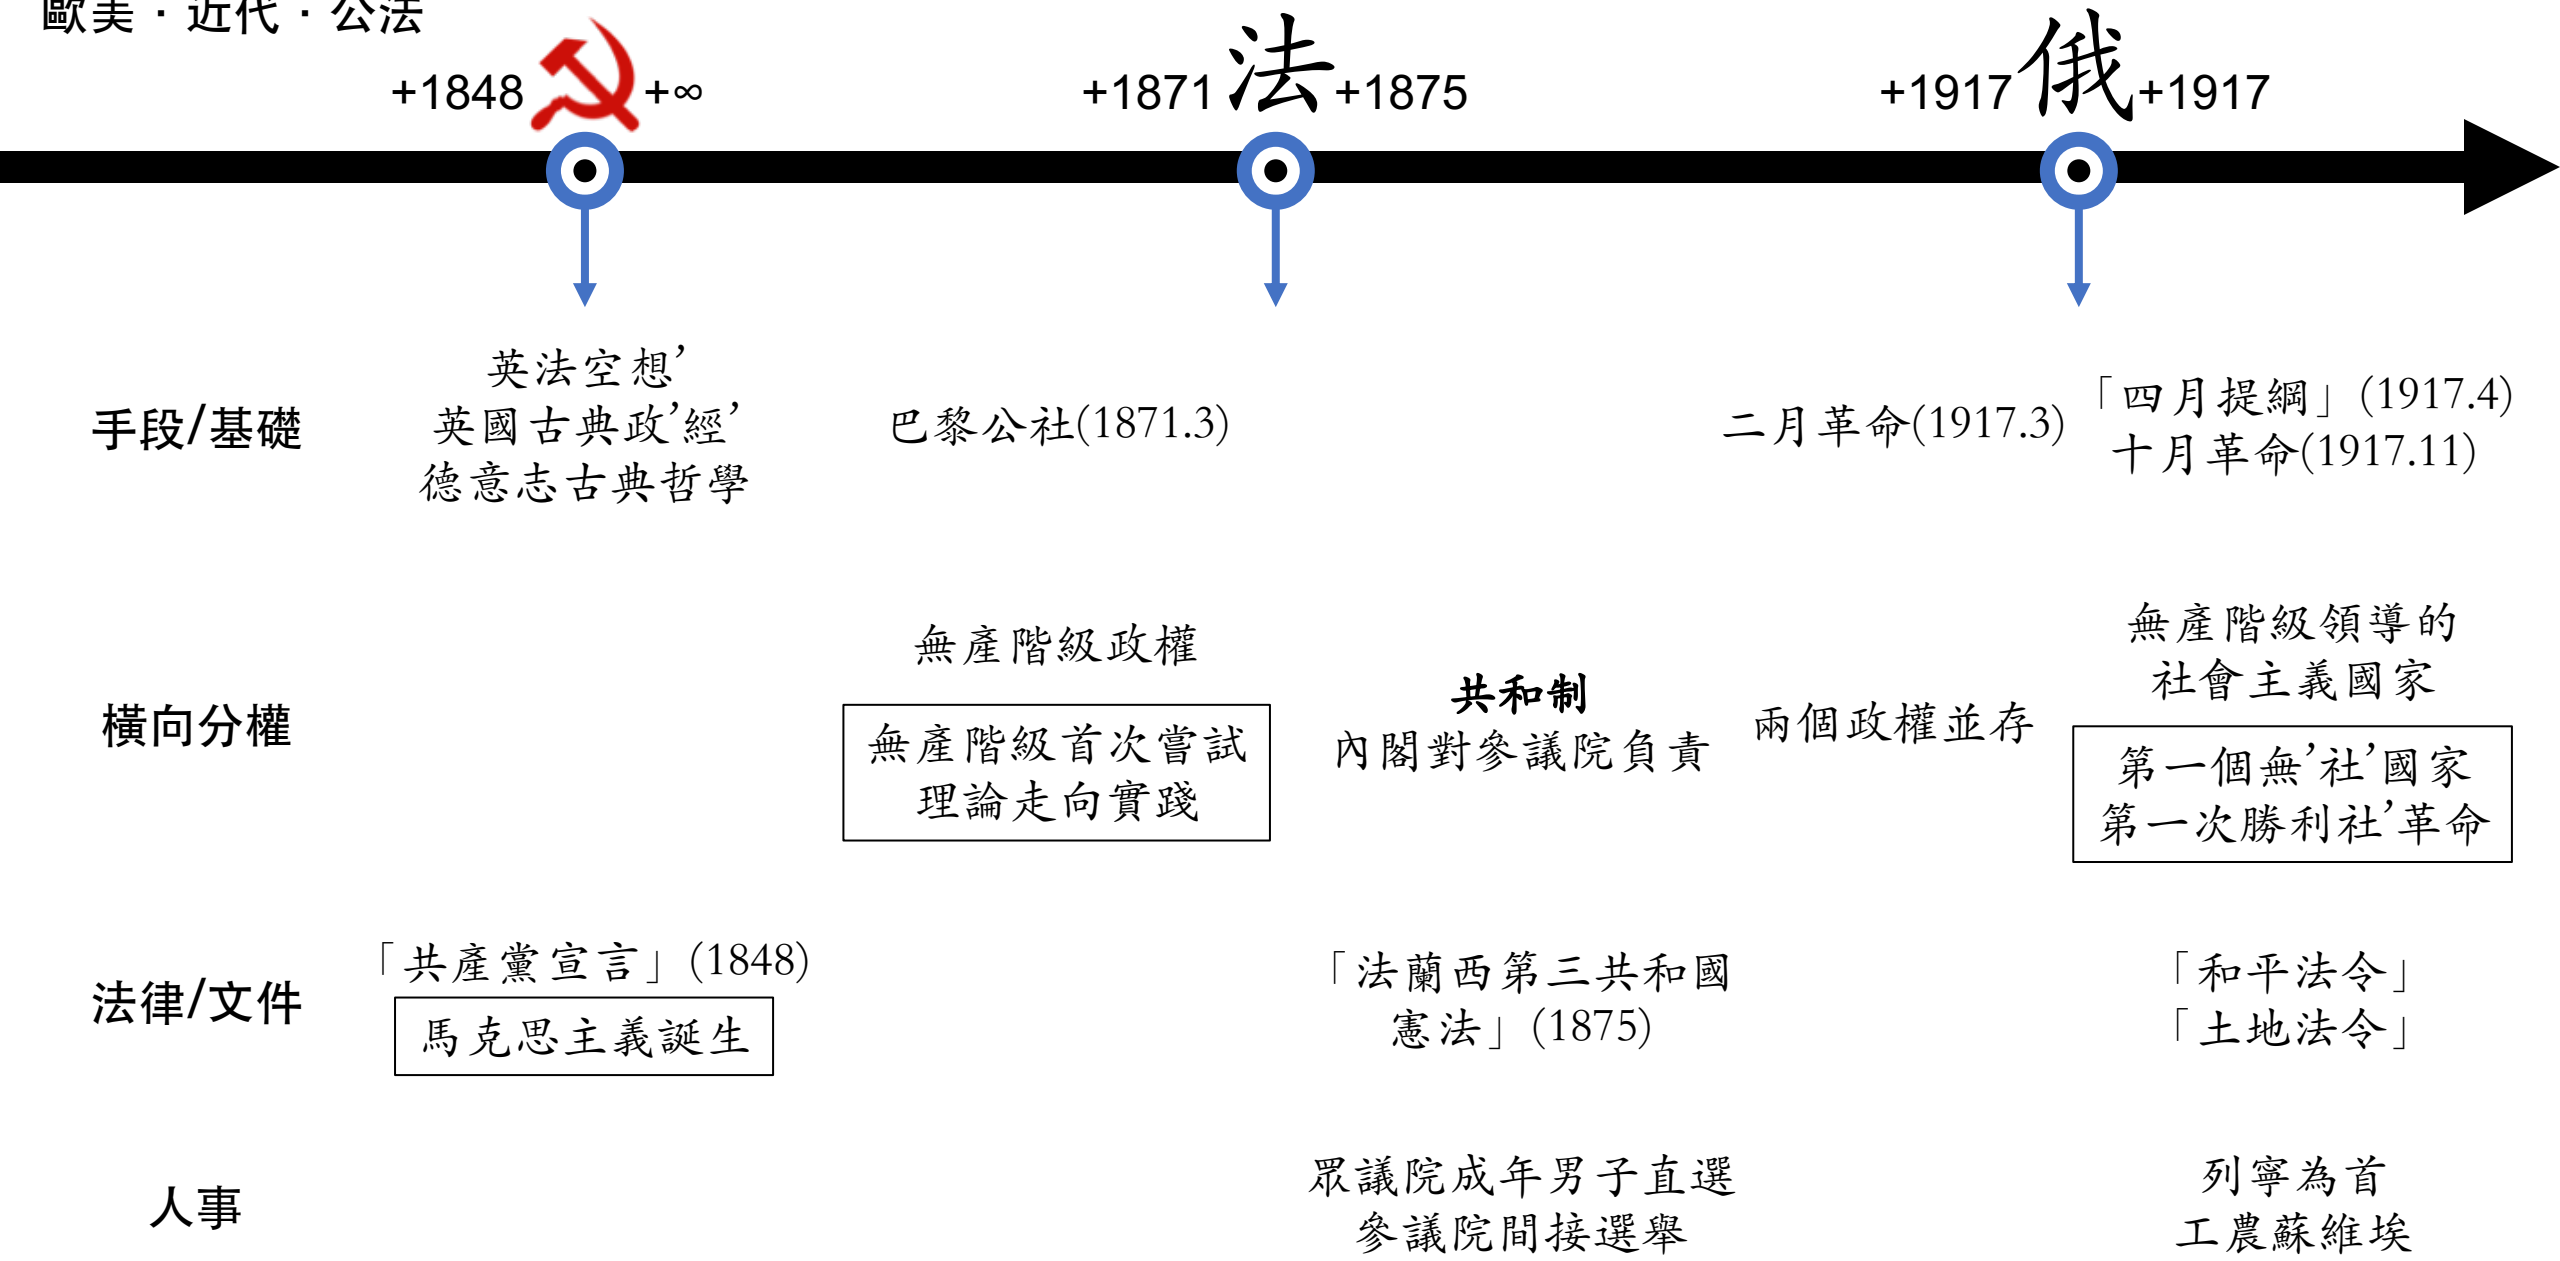 歐美·近代·公法
+1848 +∞
+1871 法 +1875
+1917 俄 +1917
手段/基礎
英法空想’
英國古典政’經’
德意志古典哲學
巴黎公社(1871.3)
二月革命(1917.3)
「四月提綱」(1917.4)
十月革命(1917.11)
橫向分權
無產階級政權
無產階級首次嘗試
理論走向實踐
共和制
內閣對參議院負責
兩個政權並存
無產階級領導的
社會主義國家
第一個無’社’國家
第一次勝利社’革命
法律/文件
「共產黨宣言」(1848)
馬克思主義誕生
「法蘭西第三共和國
憲法」(1875)
「和平法令」
「土地法令」
人事
眾議院成年男子直選
參議院間接選舉
列寧為首
工農蘇維埃